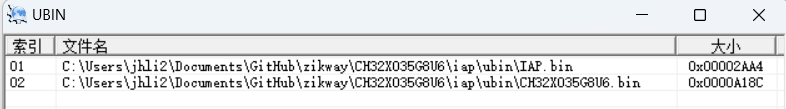 UBIN
索引 文件名 大小
01 C:\Users\jhli2\Documents\GitHub\zikway\CH32X035G8U6\iap\ubin\IAP.bin 0x00002AA4
02 C:\Users\jhli2\Documents\GitHub\zikway\CH32X035G8U6\iap\ubin\CH32X035G8U6.bin 0x0000A18C